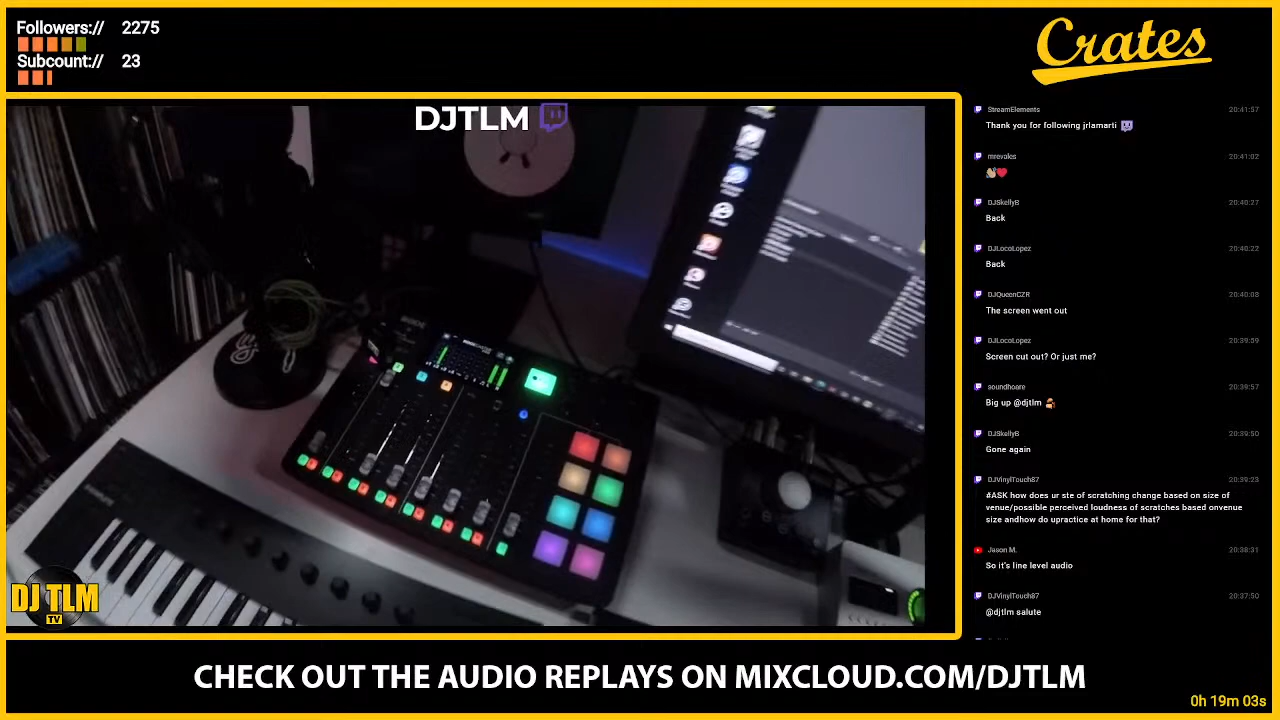 Followers:// 2275
Subcount:// 23
Crates
DJTLM
StreamElements 20:41:57
Thank you for following jrlamarti
mrevales 20:41:02
DJSkellyB 20:40:27
Back
DJLocoLopez 20:40:22
Back
DJQueenCZR 20:40:08
The screen went out
DJLocoLopez 20:39:59
Screen cut out? Or just me?
soundhoare 20:39:57
Big up @djtlm
DJSkellyB 20:39:50
Gone again
DJVinylTouch87 20:39:23
#ASK how does ur ste of scratching change based on size of
venue/possible perceived loudness of scratches based onvenue
size andhow do upractice at home for that?
Jason M. 20:38:31
So it's line level audio
DJVinylTouch87 20:37:50
@djtlm salute
DJ TLM
TV
CHECK OUT THE AUDIO REPLAYS ON MIXCLOUD.COM/DJTLM
0h 19m 03s